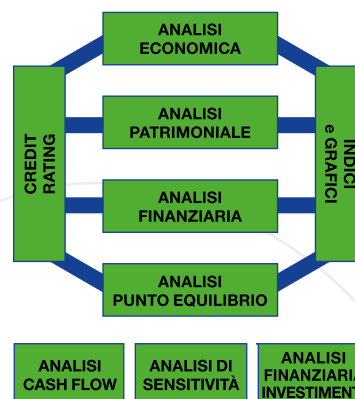 ANALISI
ECONOMICA
CREDIT
RATING
ANALISI
PATRIMONIALE
INDICI
e GRAFICI
ANALISI
FINANZIARIA
ANALISI
PUNTO EQUILIBRIO
ANALISI
CASH FLOW
ANALISI DI
SENSITIVITÀ
ANALISI
FINANZIARIA
INVESTIMENT